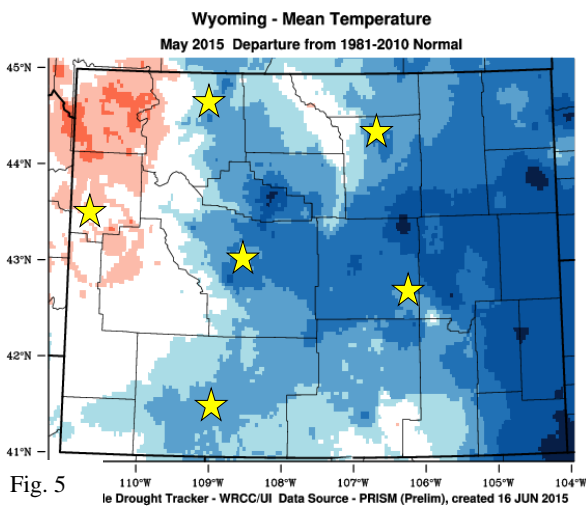 Wyoming - Mean Temperature
May 2015 Departure from 1981-2010 Normal
45°N
44°N
43°N
42°N
41°N
110°W
109°W
108°W
107°W
106°W
105°W
104°W
Fig. 5
le Drought Tracker - WRCC/UI Data Source - PRISM (Prelim), created 16 JUN 2015